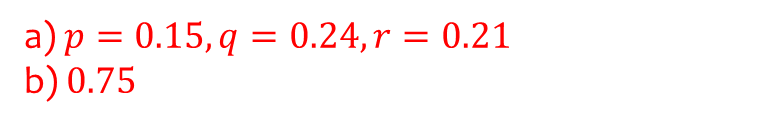 a) p = 0.15, q = 0.24, r = 0.21
b) 0.75